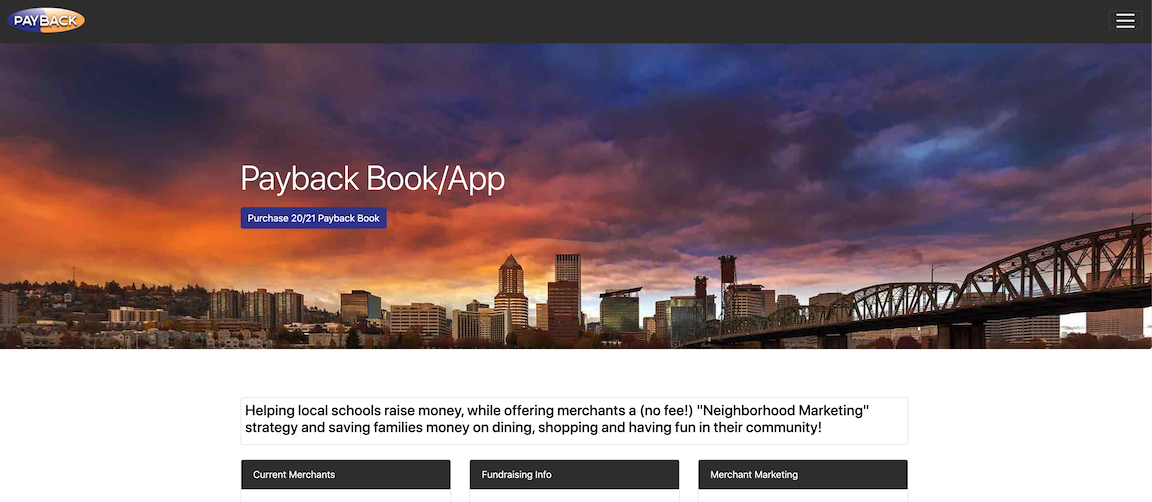 PAYBACK
Payback Book/App
Purchase 20/21 Payback Book
Helping local schools raise money, while offering merchants a (no fee!) "Neighborhood Marketing"
strategy and saving families money on dining, shopping and having fun in their community!
Current Merchants
Fundraising Info
Merchant Marketing